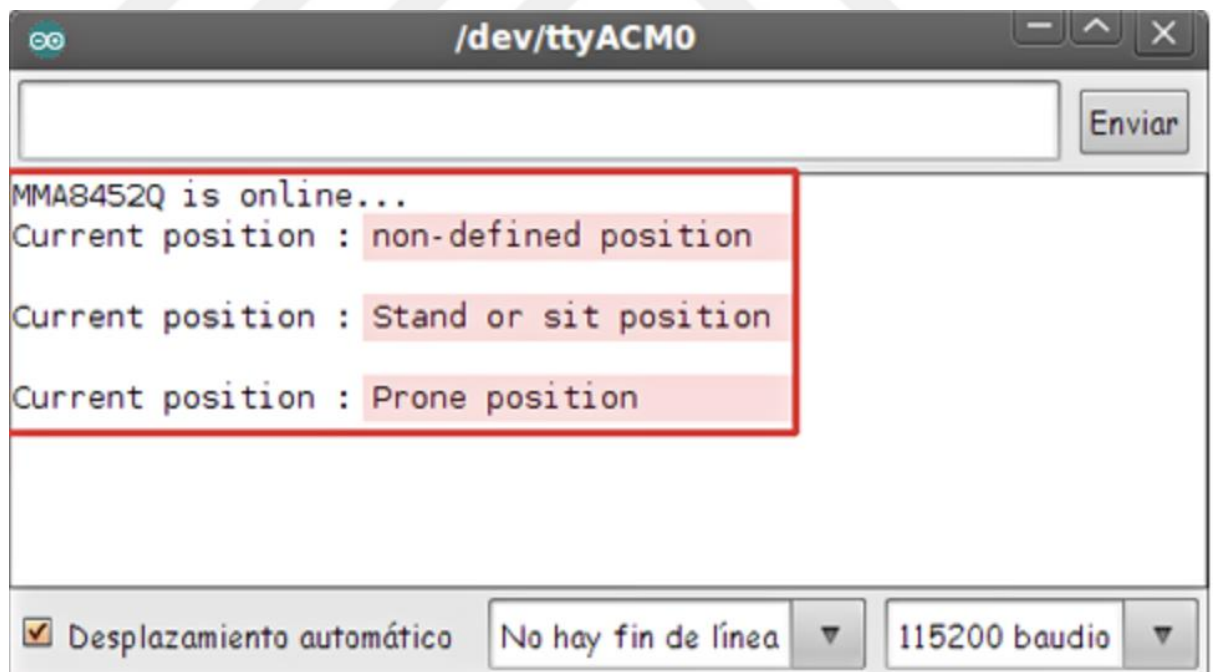 /dev/ttyACM0
Enviar
MMA8452Q is online...
Current position : non-defined position
Current position : Stand or sit position
Current position : Prone position
Desplazamiento automático No hay fin de línea 115200 baudio